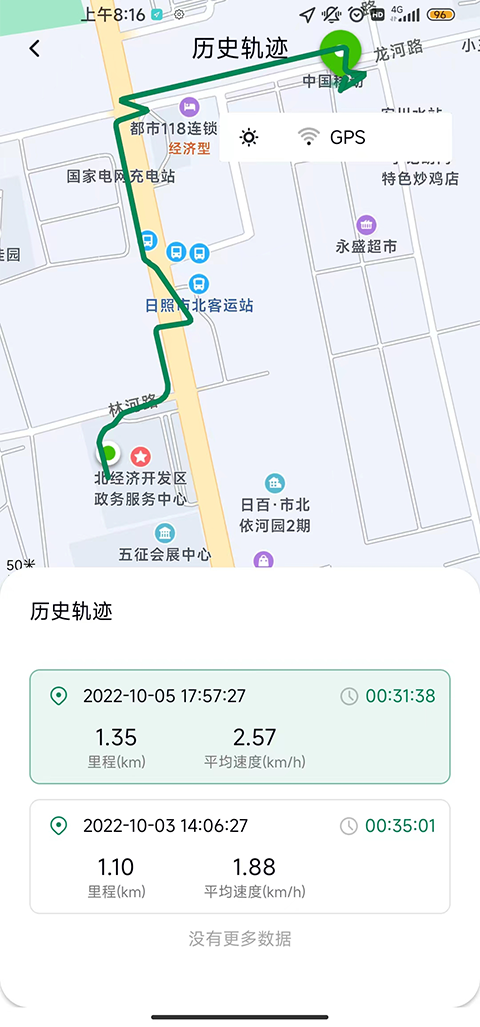 上午8:16
HD
4G
96
历史轨迹
路
龙河路
小
中国移动
都市118连锁
经济型
GPS
特色炒鸡店
国家电网充电站
永盛超市
佳园
日照市北客运站
林河路
北经济开发区
政务服务中心
日百·市北
依河园2期
五征会展中心
50米
历史轨迹
2022-10-05 17:57:27
00:31:38
1.35
2.57
里程(km)
平均速度(km/h)
2022-10-03 14:06:27
00:35:01
1.10
1.88
里程(km)
平均速度(km/h)
没有更多数据